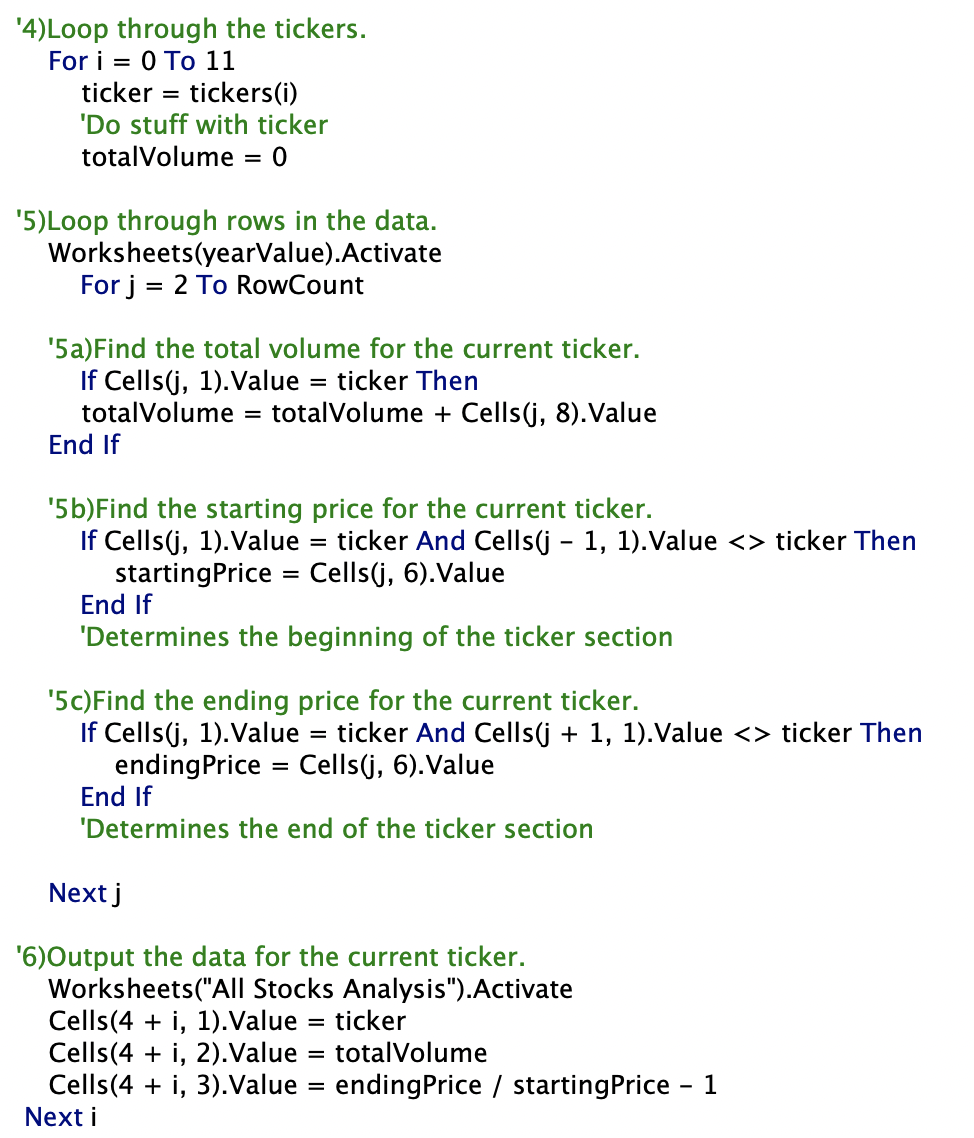 '4)Loop through the tickers.
For i = 0 To 11
ticker = tickers(i)
'Do stuff with ticker
totalVolume = 0
'5)Loop through rows in the data.
Worksheets(yearValue).Activate
For j = 2 To RowCount
'5a)Find the total volume for the current ticker.
If Cells(j, 1).Value = ticker Then
totalVolume = totalVolume + Cells(j, 8).Value
End If
'5b)Find the starting price for the current ticker.
If Cells(j, 1).Value = ticker And Cells(j - 1, 1).Value <> ticker Then
startingPrice = Cells(j, 6).Value
End If
'Determines the beginning of the ticker section
'5c)Find the ending price for the current ticker.
If Cells(j, 1).Value = ticker And Cells(j + 1, 1).Value <> ticker Then
endingPrice = Cells(j, 6).Value
End If
'Determines the end of the ticker section
Next j
'6)Output the data for the current ticker.
Worksheets("All Stocks Analysis").Activate
Cells(4 + i, 1).Value = ticker
Cells(4 + i, 2).Value = totalVolume
Cells(4 + i, 3).Value = endingPrice / startingPrice - 1
Next i